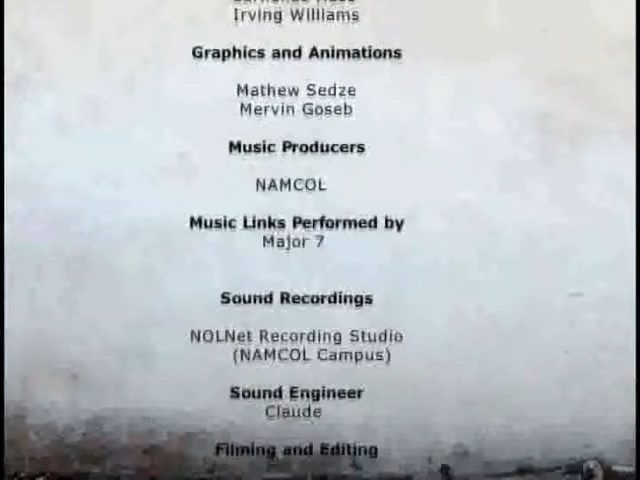 Irving Williams
Graphics and Animations
Mathew Sedze
Mervin Goseb
Music Producers
NAMCOL
Music Links Performed by
Major 7
Sound Recordings
NOLNet Recording Studio
(NAMCOL Campus)
Sound Engineer
Claude
Filming and Editing